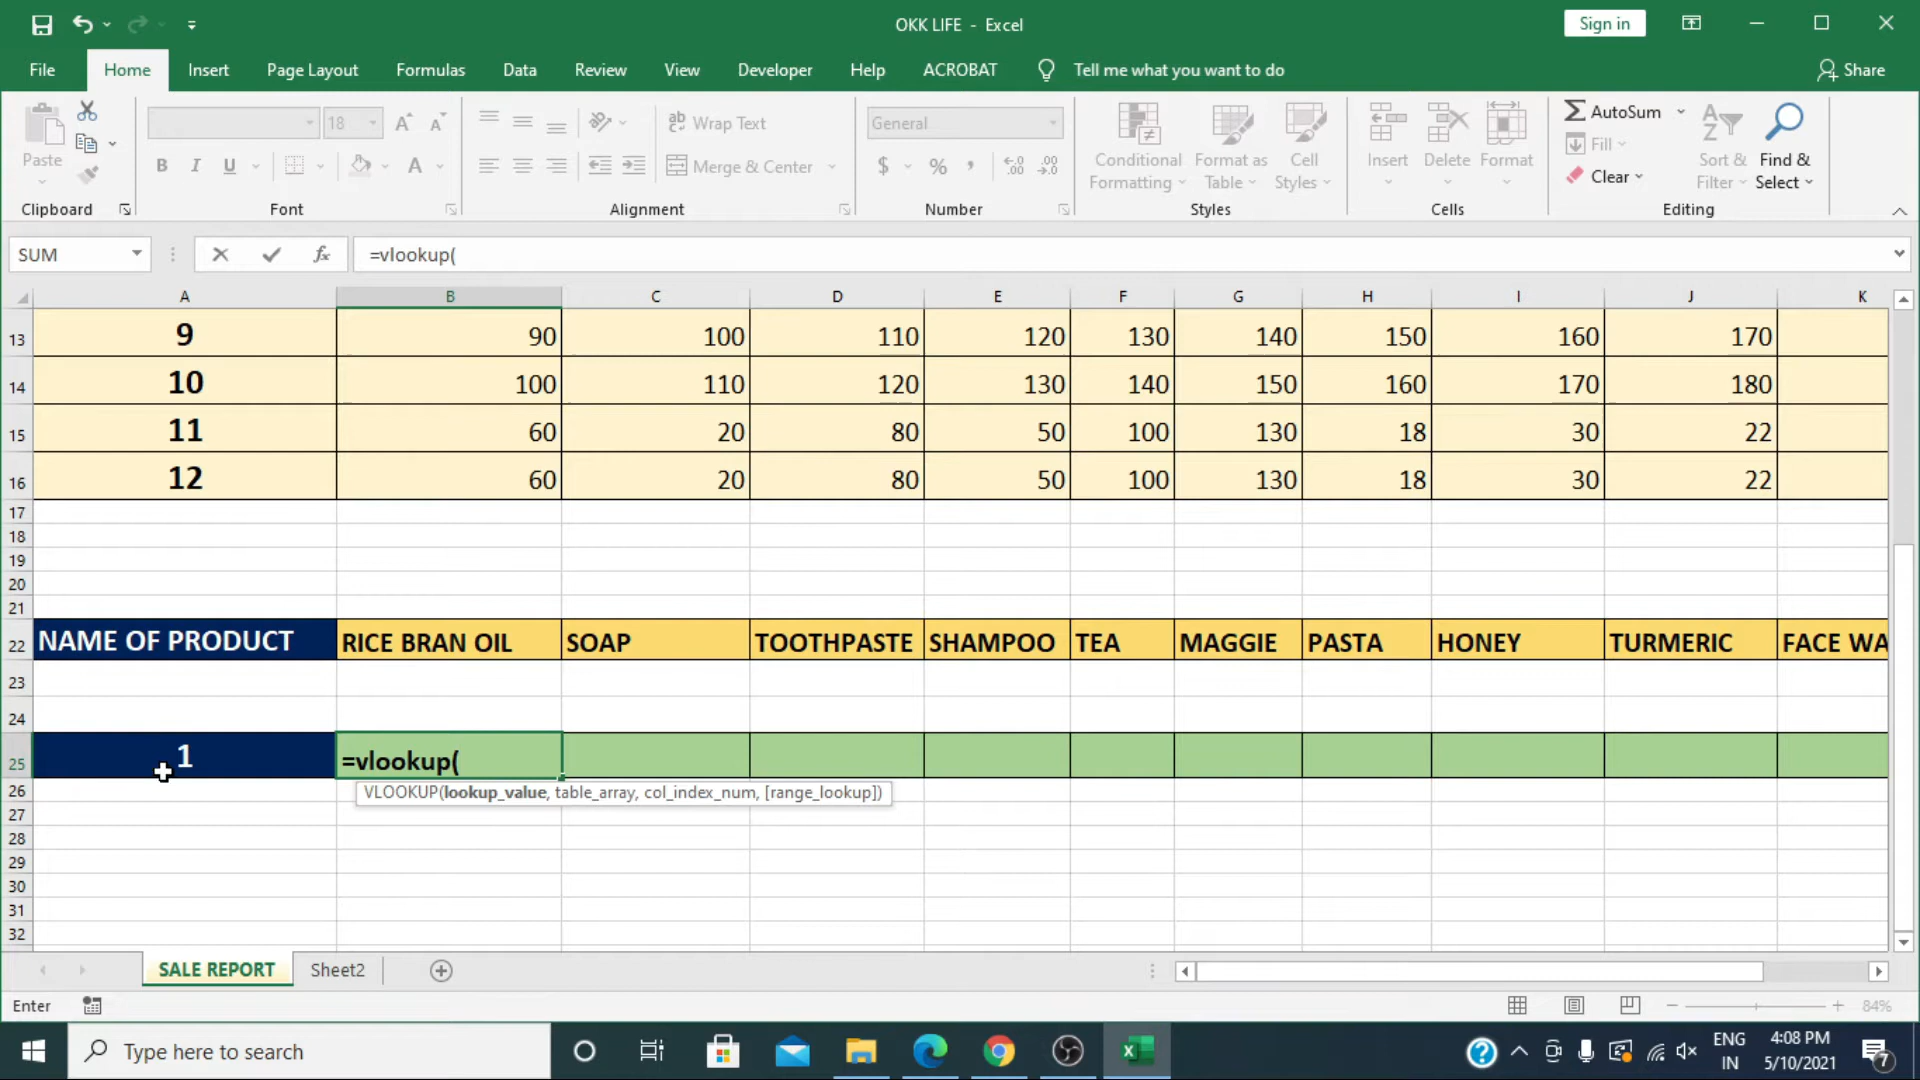 OKK LIFE - Excel
Sign in
File Home Insert Page Layout Formulas Data Review View Developer Help ACROBAT Tell me what you want to do Share
Paste
18
B I U A
Wrap Text
Merge & Center
General
$ % ,
Conditional Formatting
Format as Table
Cell Styles
Insert Delete Format
AutoSum
Fill
Clear
Sort & Filter
Find & Select
Clipboard Font Alignment Number Styles Cells Editing
SUM fx =vlookup(
A B C D E F G H I J K
13 9 90 100 110 120 130 140 150 160 170
14 10 100 110 120 130 140 150 160 170 180
15 11 60 20 80 50 100 130 18 30 22
16 12 60 20 80 50 100 130 18 30 22
17
18
19
20
21
22 NAME OF PRODUCT RICE BRAN OIL SOAP TOOTHPASTE SHAMPOO TEA MAGGIE PASTA HONEY TURMERIC FACE WA
23
24
25 1 =vlookup(
VLOOKUP(lookup_value, table_array, col_index_num, [range_lookup])
26
27
28
29
30
31
32
SALE REPORT Sheet2
Enter 84%
Type here to search
ENG
IN
4:08 PM
5/10/2021
7